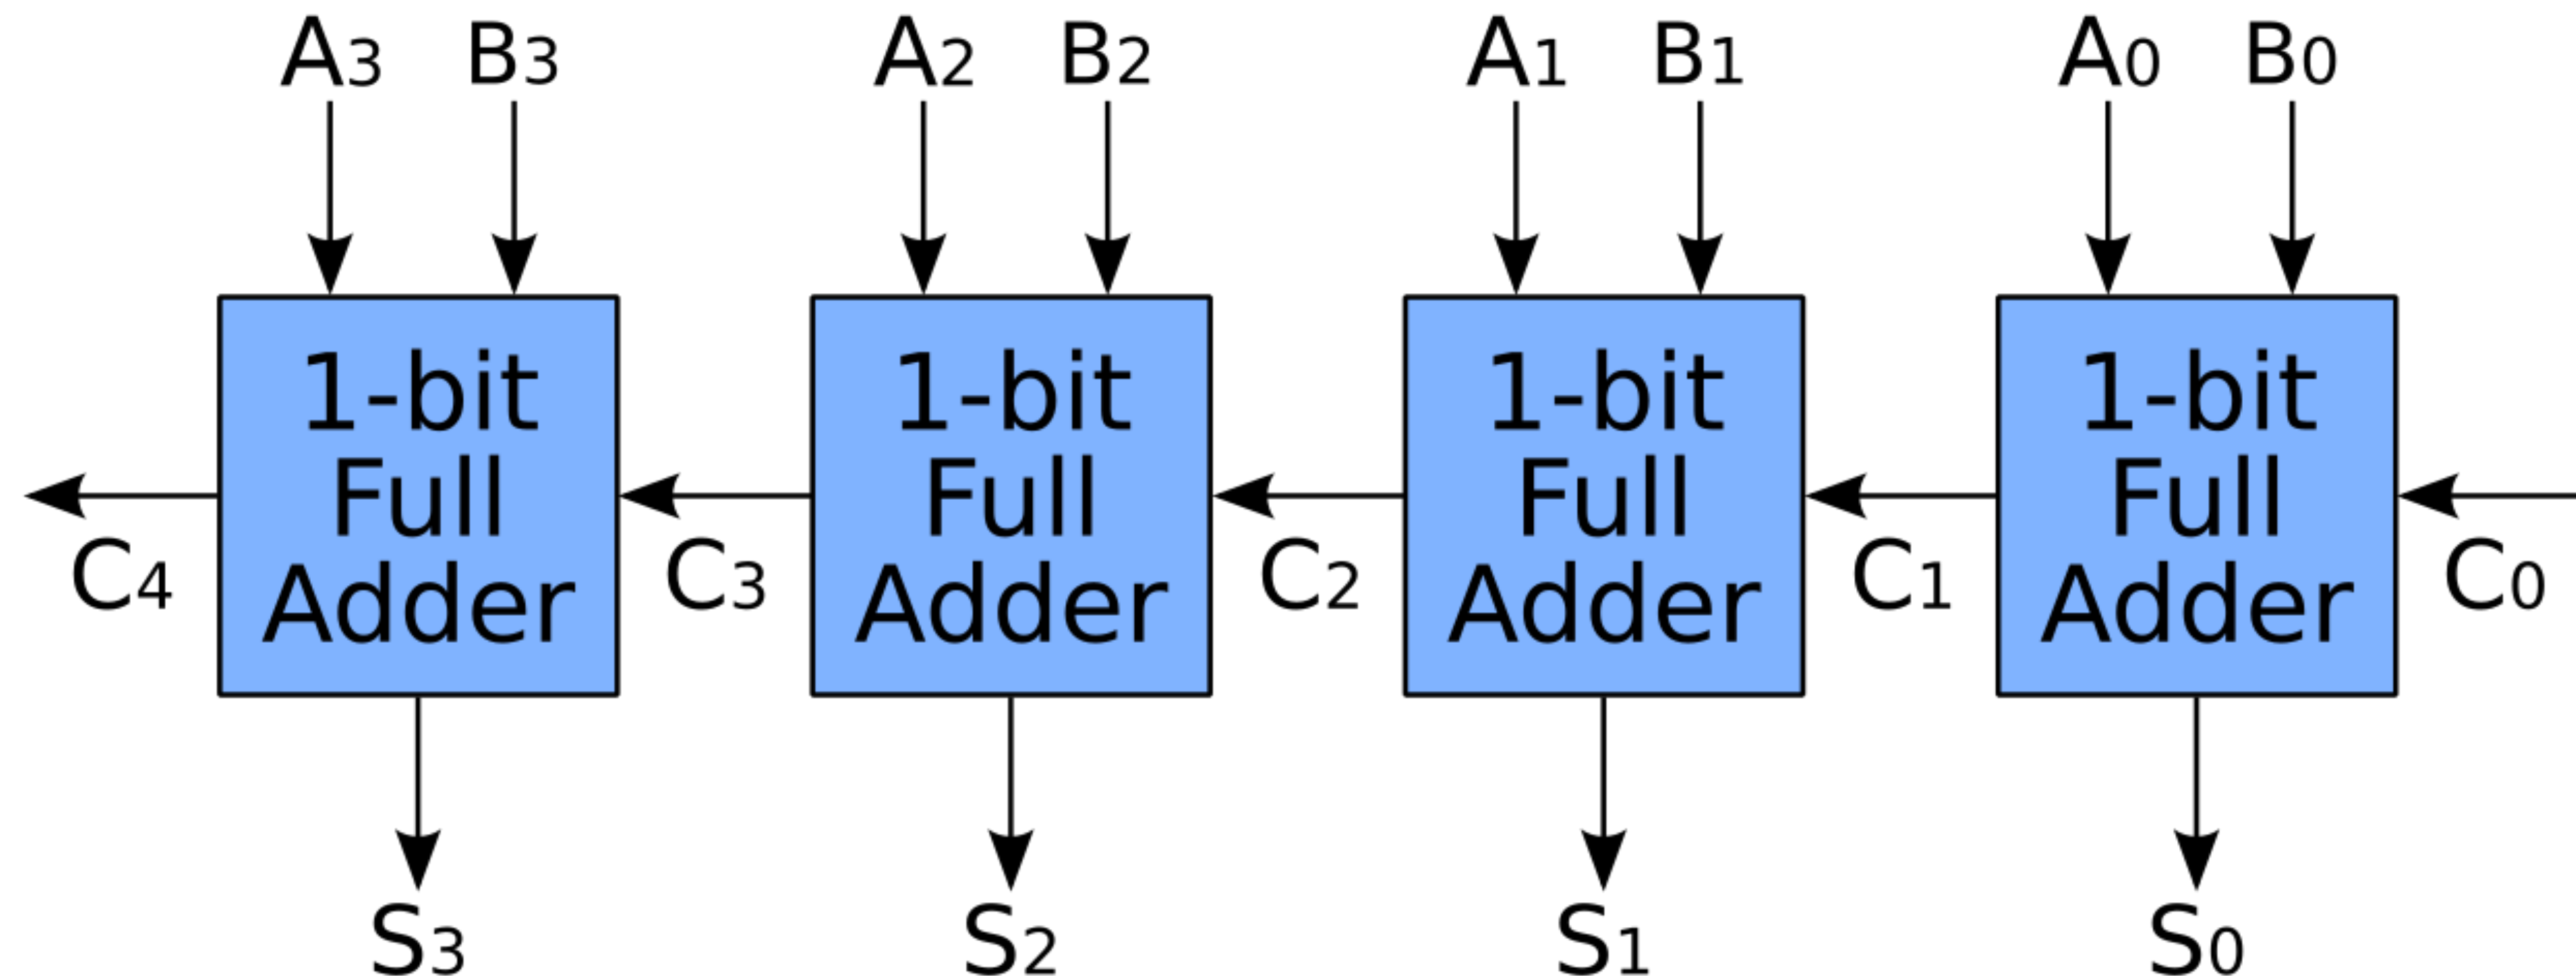 A3 B3 A2 B2 A1 B1 A0 B0
1-bit 1-bit 1-bit 1-bit
Full Full Full Full
Adder Adder Adder Adder
C4 C3 C2 C1 C0
S3 S2 S1 S0